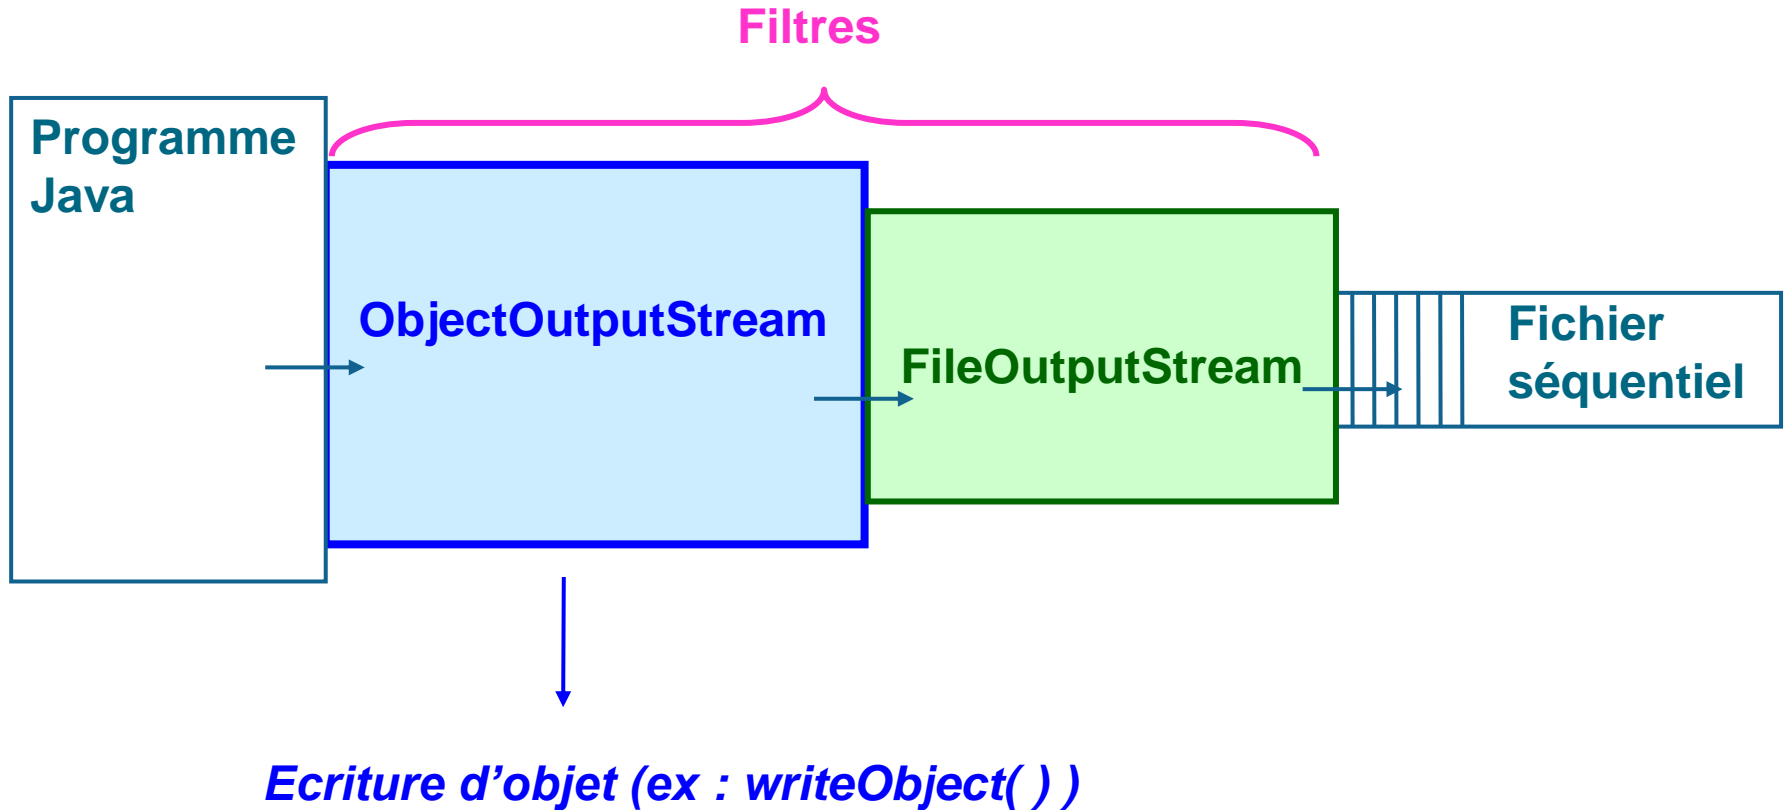 Filtres
Programme
Java
ObjectOutputStream
FileOutputStream
Fichier
séquentiel
Ecriture d’objet (ex : writeObject( ) )